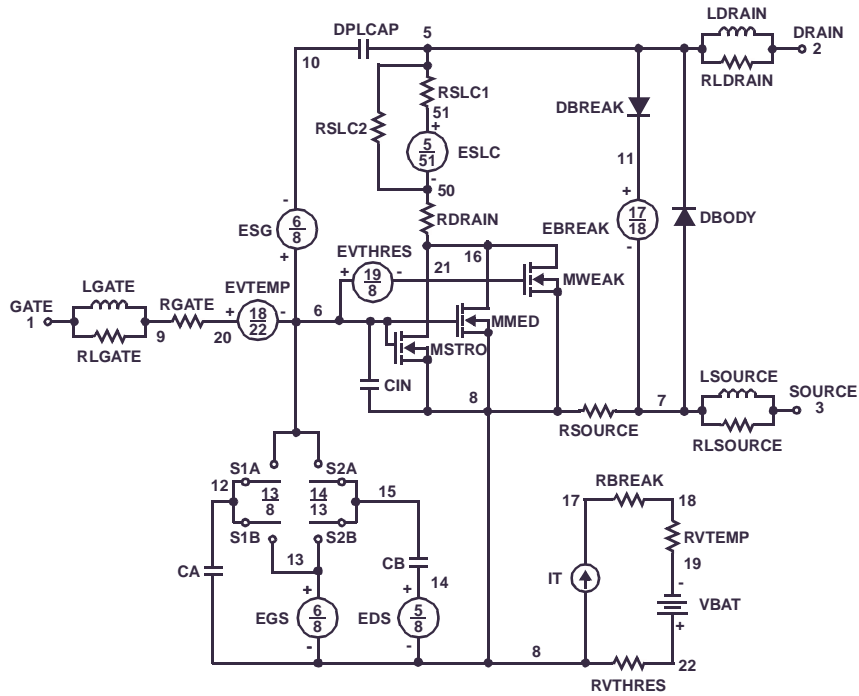 LDRAIN
DPLCAP 5 DRAIN
10 2
RSLC1 RLDRAIN
51 DBREAK
RSLC2 +
5/51 ESLC
11
-
50
- +
ESG 6/8 RDRAIN 17/18 DBODY
EBREAK
+ EVTHRES 16 -
+ 19/8 - 21 MWEAK
LGATE
GATE RGATE EVTEMP
1 + 18/22 - 6 MMED
9 20 MSTRO
RLGATE
CIN LSOURCE
8 7 SOURCE
3
RSOURCE RLSOURCE
S1A S2A
12 13/8 14/13 15 RBREAK
17 18
S1B S2B
13 RVTEMP
CA CB 19
+ + 14 IT -
EGS 6/8 EDS 5/8 VBAT
- - +
8 22
RVTHRES